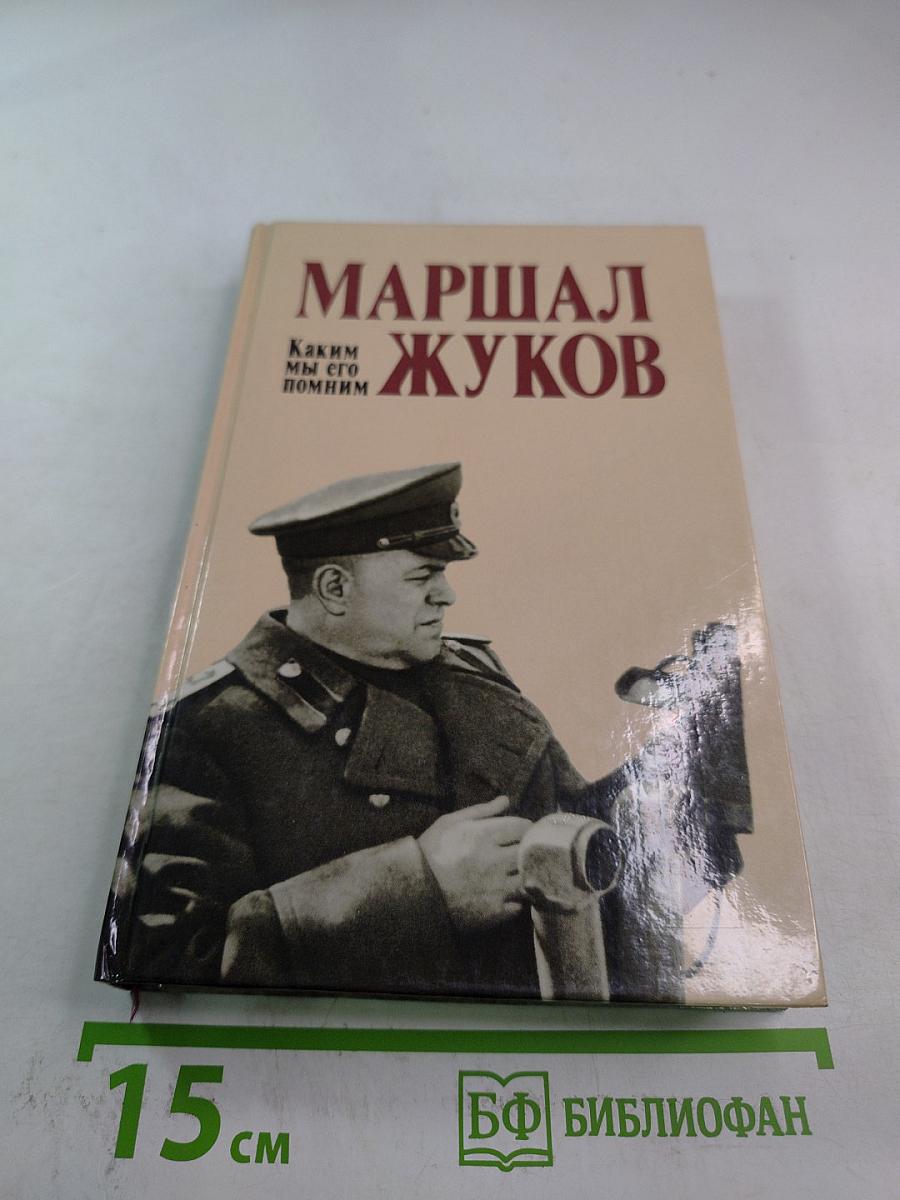 МАРШАЛ
Каким
мы его
помним
ЖУКОВ
15 см
БФ БИБЛИОФАН